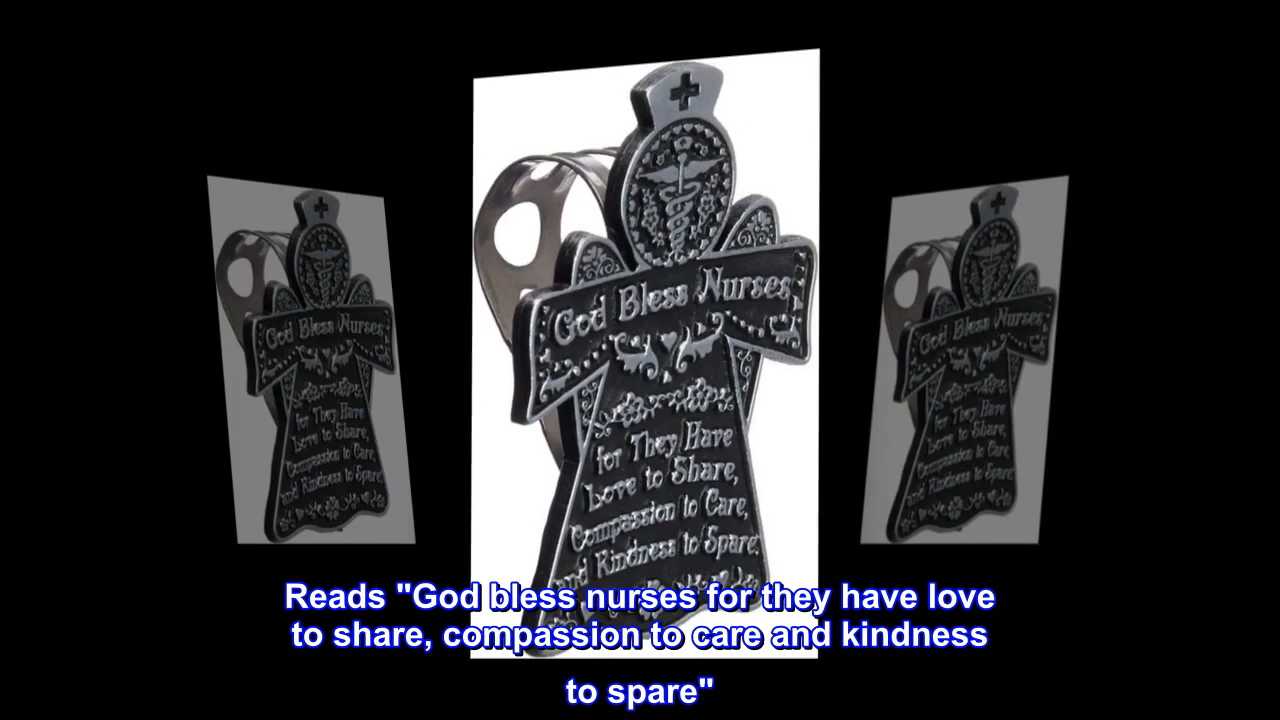 God Bless Nurses
for They Have
Love to Share,
Compassion to Care,
and Kindness to Spare.
God Bless Nurses
for They Have
Love to Share,
Compassion to Care,
and Kindness to Spare.
God Bless Nurses
for They Have
Love to Share,
Compassion to Care,
and Kindness to Spare.
Reads "God bless nurses for they have love
to share, compassion to care and kindness
to spare"